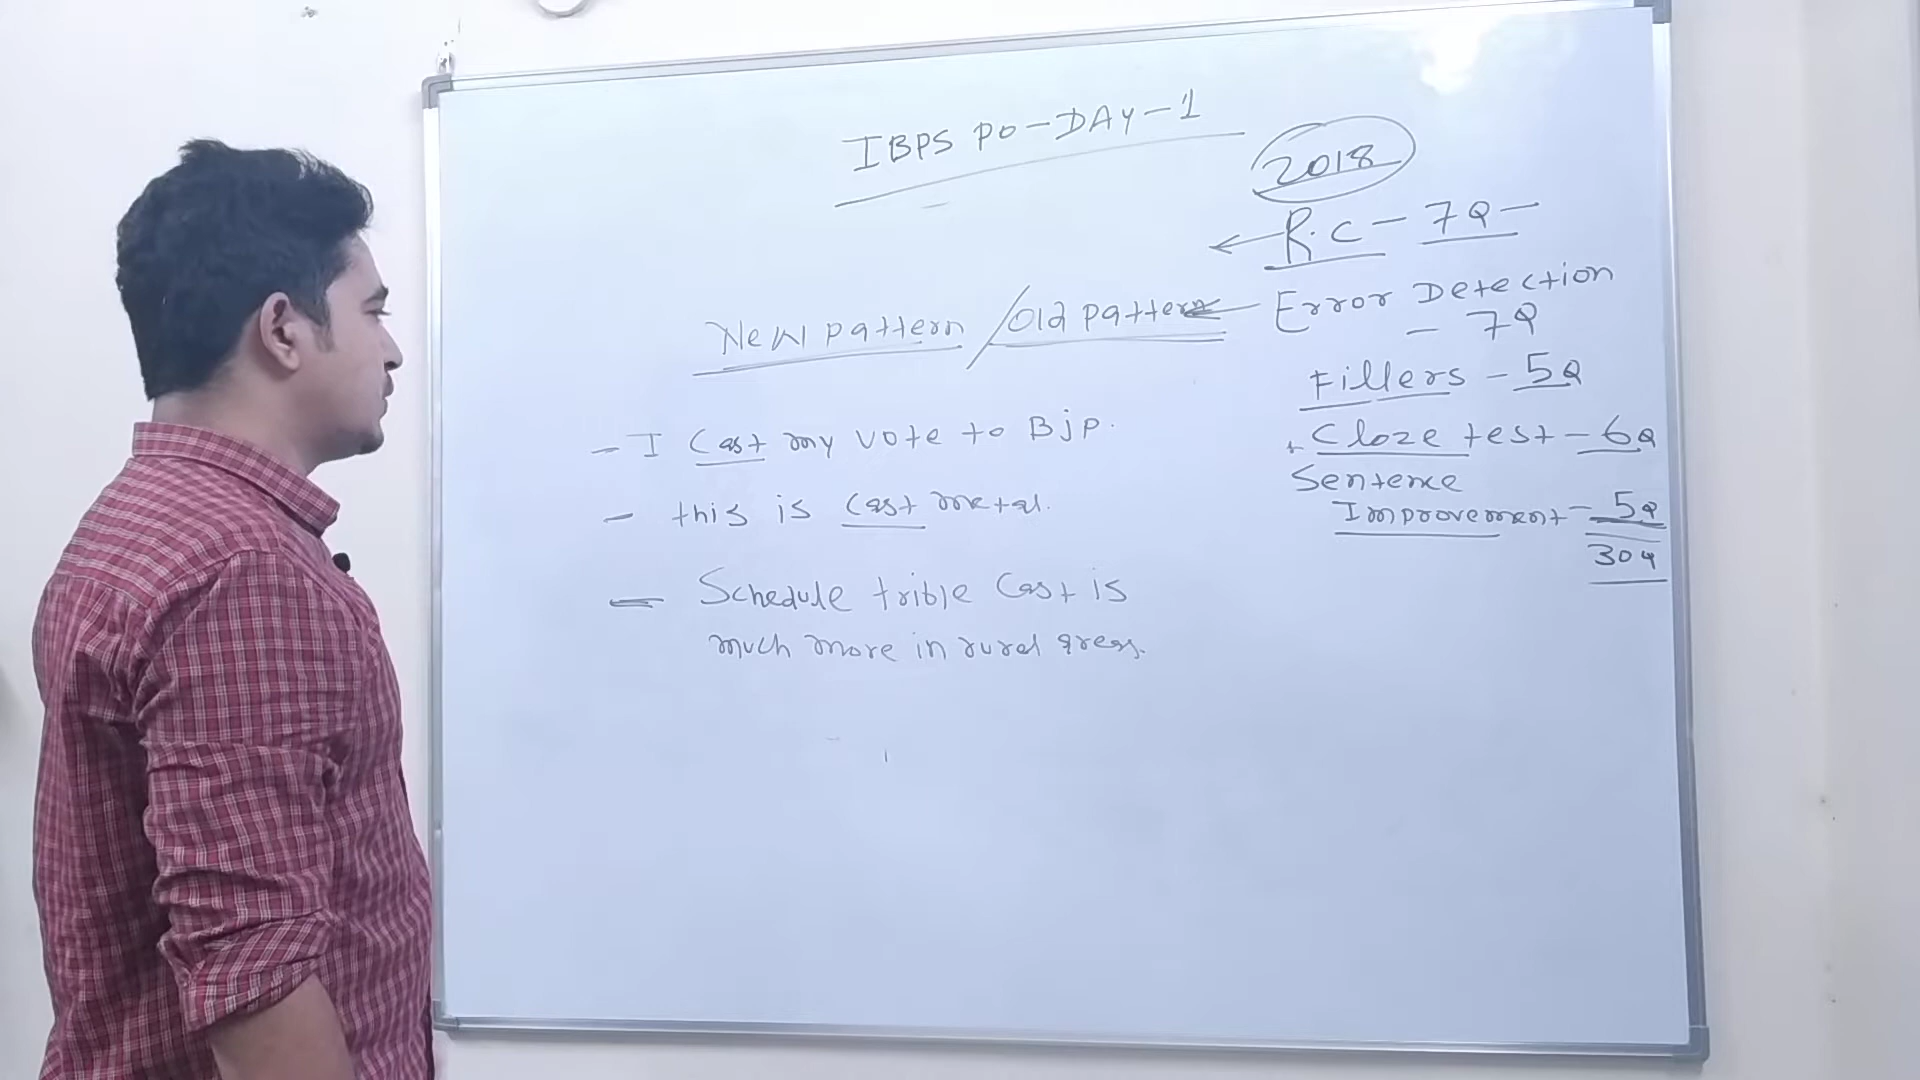 IBPS PO-DAY-1
2018
R.C - 7Q -
New pattern / Old pattern
Error Detection
- 7Q
Fillers - 5Q
Cloze test - 6Q
Sentence
Improvement - 5Q
30Q
- I Cast my vote to Bjp.
- this is Cast metal.
- Schedule trible Cast is
much more in rural areas.